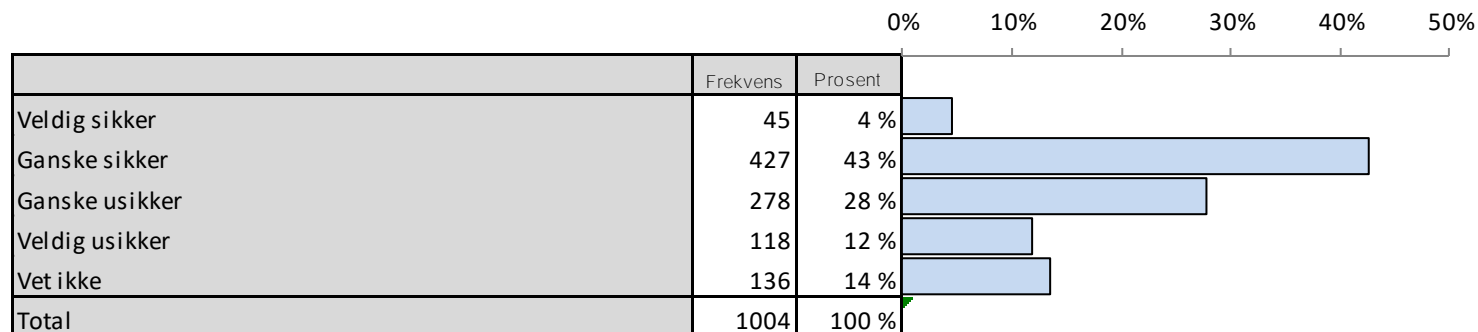 0% 10% 20% 30% 40% 50%
Frekvens Prosent
Veldig sikker 45 4 %
Ganske sikker 427 43 %
Ganske usikker 278 28 %
Veldig usikker 118 12 %
Vet ikke 136 14 %
Total 1004 100 %